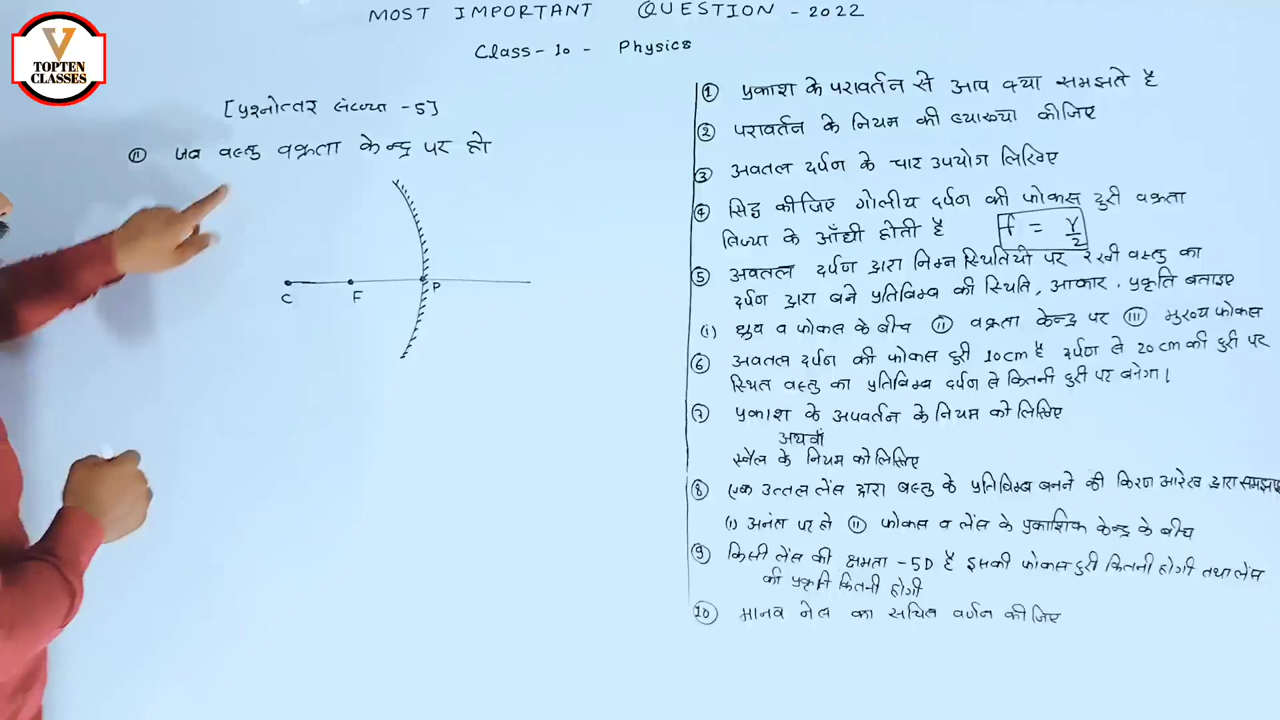 MOST IMPORTANT QUESTION - 2022
Class - 10 - Physics
V
TOPTEN
CLASSES
[प्रश्नोत्तर संख्या - 5]
(II) जब वस्तु वक्रता केन्द्र पर हो
C F P
① प्रकाश के परावर्तन से आप क्या समझते है
② परावर्तन के नियम की व्याख्या कीजिए
③ अवतल दर्पण के चार उपयोग लिखिए
④ सिद्ध कीजिए गोलीय दर्पण की फोकस दुरी वक्रता
त्रिज्या के आँधी होती है f = r/2
⑤ अवतल दर्पण द्वारा निम्न स्थितियों पर रखी वस्तु का
दर्पण द्वारा बने प्रतिविम्ब की स्थिति, आकार, प्रकृति बताइए
(i) ध्रुव व फोकस के बीच (II) वक्रता केन्द्र पर (III) मुख्य फोकस
⑥ अवतल दर्पण की फोकस दुरी 10cm है दर्पण से 20cm की दुरी पर
स्थित वस्तु का प्रतिविम्ब दर्पण से कितनी दुरी पर बनेगा।
⑦ प्रकाश के अपवर्तन के नियम को लिखिए
अथवाँ
स्नैल के नियम को लिखिए
⑧ एक उत्तल लेंस द्वारा वस्तु के प्रतिविम्ब बनने की किरण आरेख द्वारा
(i) अनंत पर हो (II) फोकस व लेंस के प्रकाशिक केन्द्र के बीच
⑨ किसी लेंस की क्षमता -5D है इसकी फोकस दुरी कितनी होगी तथा लेंस
की प्रकृती कितनी होगी
⑩ मानव नेत्र का सचित्र वर्णन कीजिए